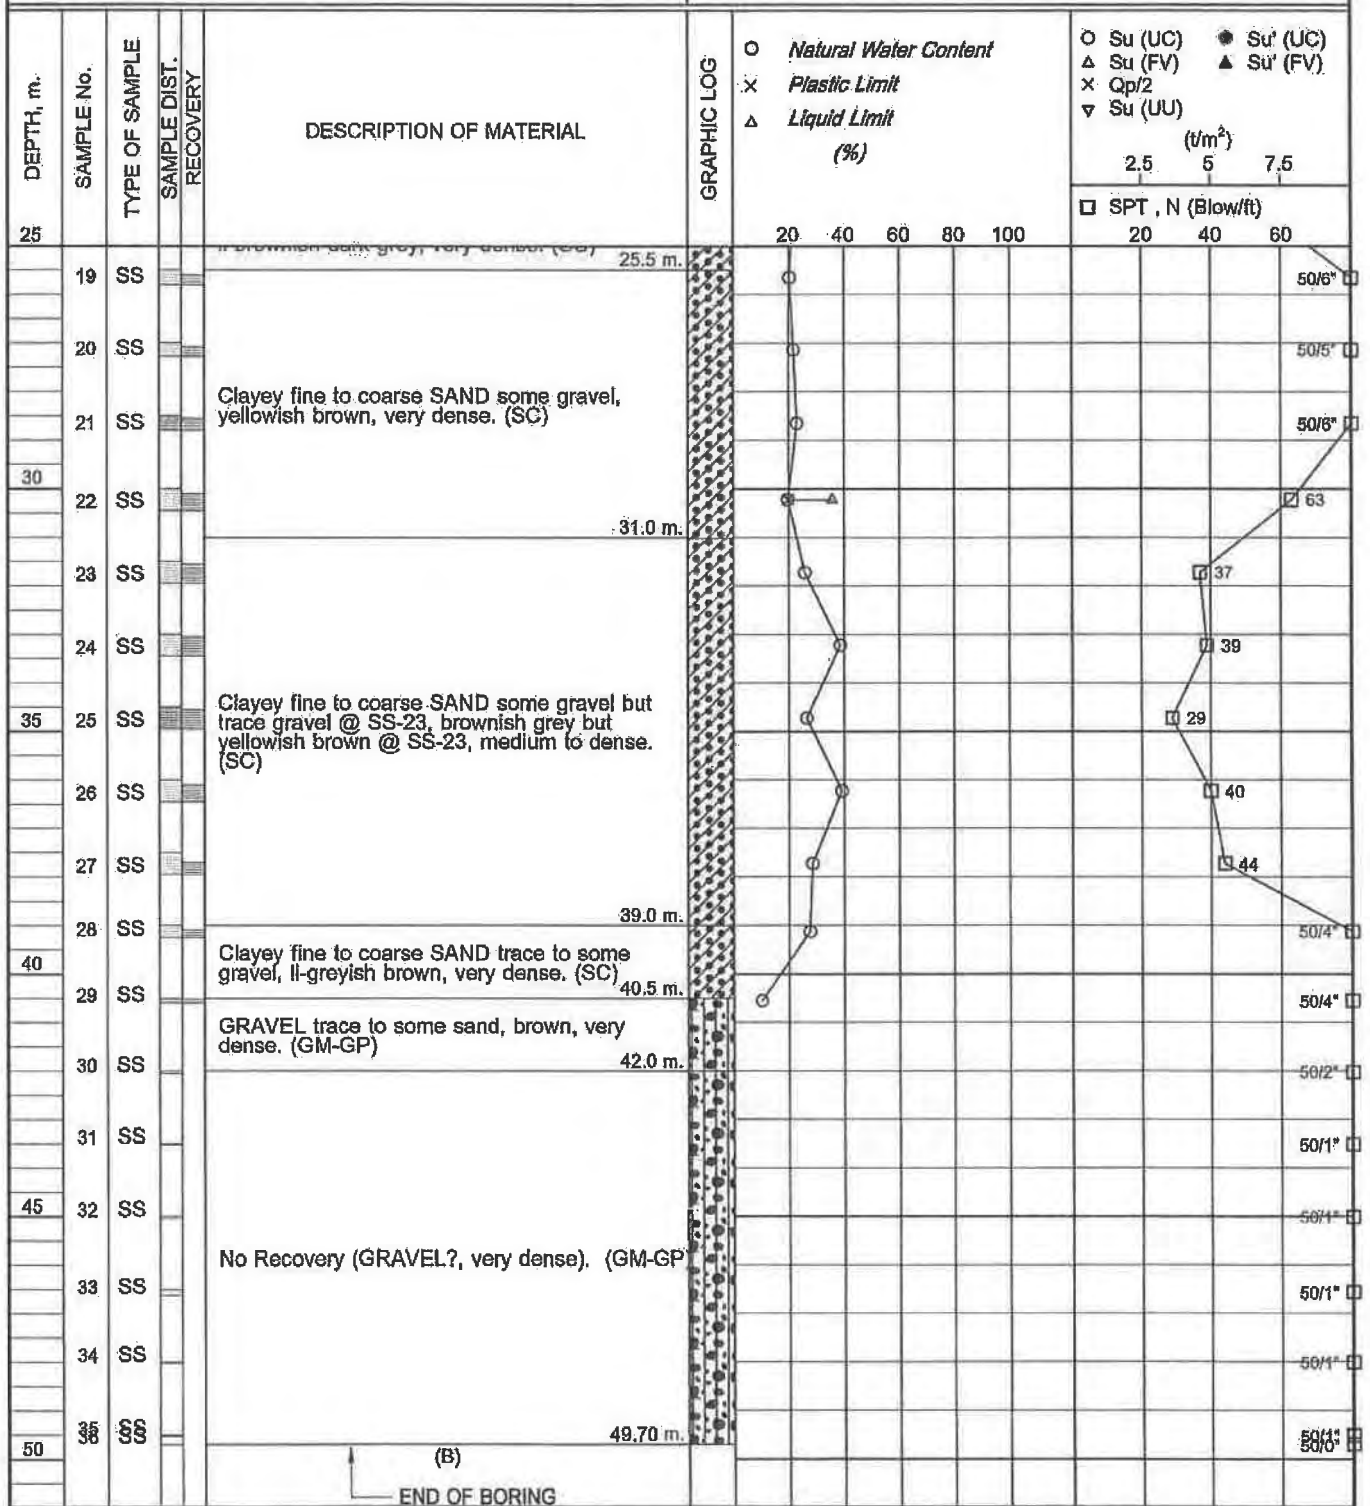 DEPTH, m.
SAMPLE No.
TYPE OF SAMPLE
SAMPLE DIST.
RECOVERY
DESCRIPTION OF MATERIAL
GRAPHIC LOG
O Natural Water Content
× Plastic Limit
△ Liquid Limit
(%)
O Su (UC) ● Su' (UC)
△ Su (FV) ▲ Su' (FV)
× Qp/2
▽ Su (UU)
(t/m²)
2.5 5 7.5
□ SPT , N (Blow/ft)
25
20 40 60 80 100
20 40 60
25.5 m.
19 SS 50/6"
20 SS 50/5"
Clayey fine to coarse SAND some gravel,
yellowish brown, very dense. (SC)
21 SS 50/6"
30
22 SS 63
31.0 m.
23 SS 37
24 SS 39
Clayey fine to coarse SAND some gravel but
trace gravel @ SS-23, brownish grey but
yellowish brown @ SS-23, medium to dense.
(SC)
35
25 SS 29
26 SS 40
27 SS 44
39.0 m.
28 SS 50/4"
Clayey fine to coarse SAND trace to some
gravel, ll-greyish brown, very dense. (SC)
40
40.5 m.
29 SS 50/4"
GRAVEL trace to some sand, brown, very
dense. (GM-GP)
42.0 m.
30 SS 50/2"
31 SS 50/1"
45
32 SS 50/1"
No Recovery (GRAVEL?, very dense). (GM-GP
33 SS 50/1"
34 SS 50/1"
35 SS 50/1"
36 SS 50/0"
49.70 m.
50
(B)
END OF BORING